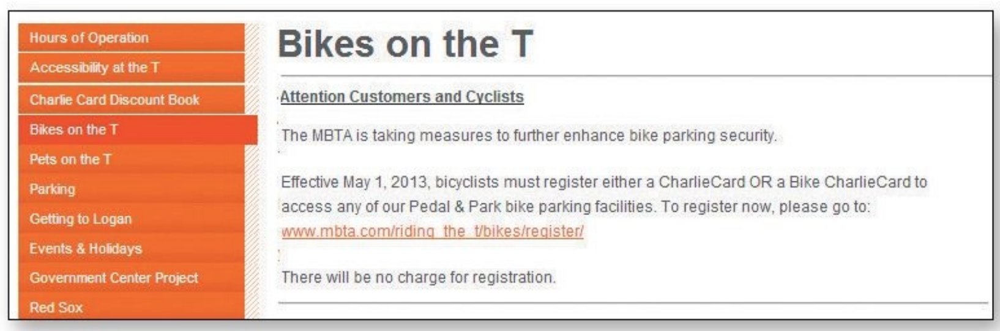 Hours of Operation
Accessibility at the T
Charlie Card Discount Book
Bikes on the T
Pets on the T
Parking
Getting to Logan
Events & Holidays
Government Center Project
Red Sox
Bikes on the T
Attention Customers and Cyclists
The MBTA is taking measures to further enhance bike parking security.
Effective May 1, 2013, bicyclists must register either a CharlieCard OR a Bike CharlieCard to
access any of our Pedal & Park bike parking facilities. To register now, please go to:
www.mbta.com/riding_the_t/bikes/register/
There will be no charge for registration.